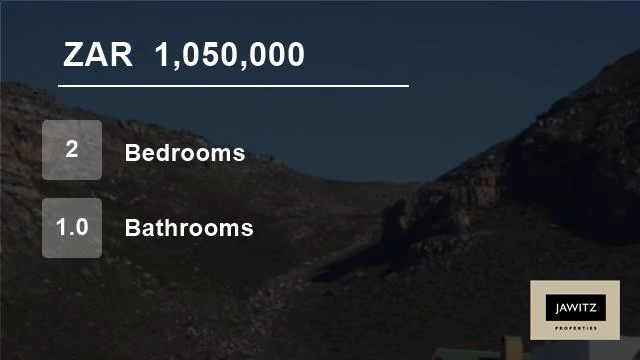 ZAR 1,050,000
2 Bedrooms
1.0 Bathrooms
JAWITZ
PROPERTIES